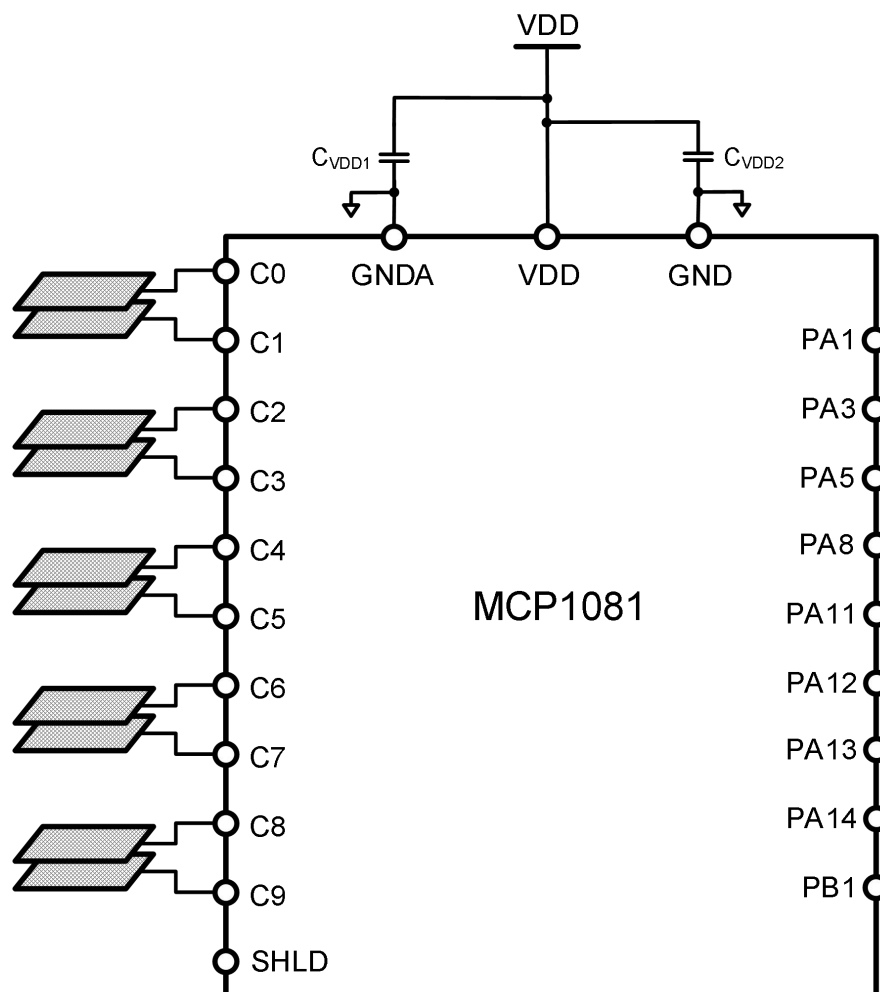 VDD
CVDD1
CVDD2
GNDA
VDD
GND
C0
C1
C2
C3
C4
C5
C6
C7
C8
C9
SHLD
MCP1081
PA1
PA3
PA5
PA8
PA11
PA12
PA13
PA14
PB1